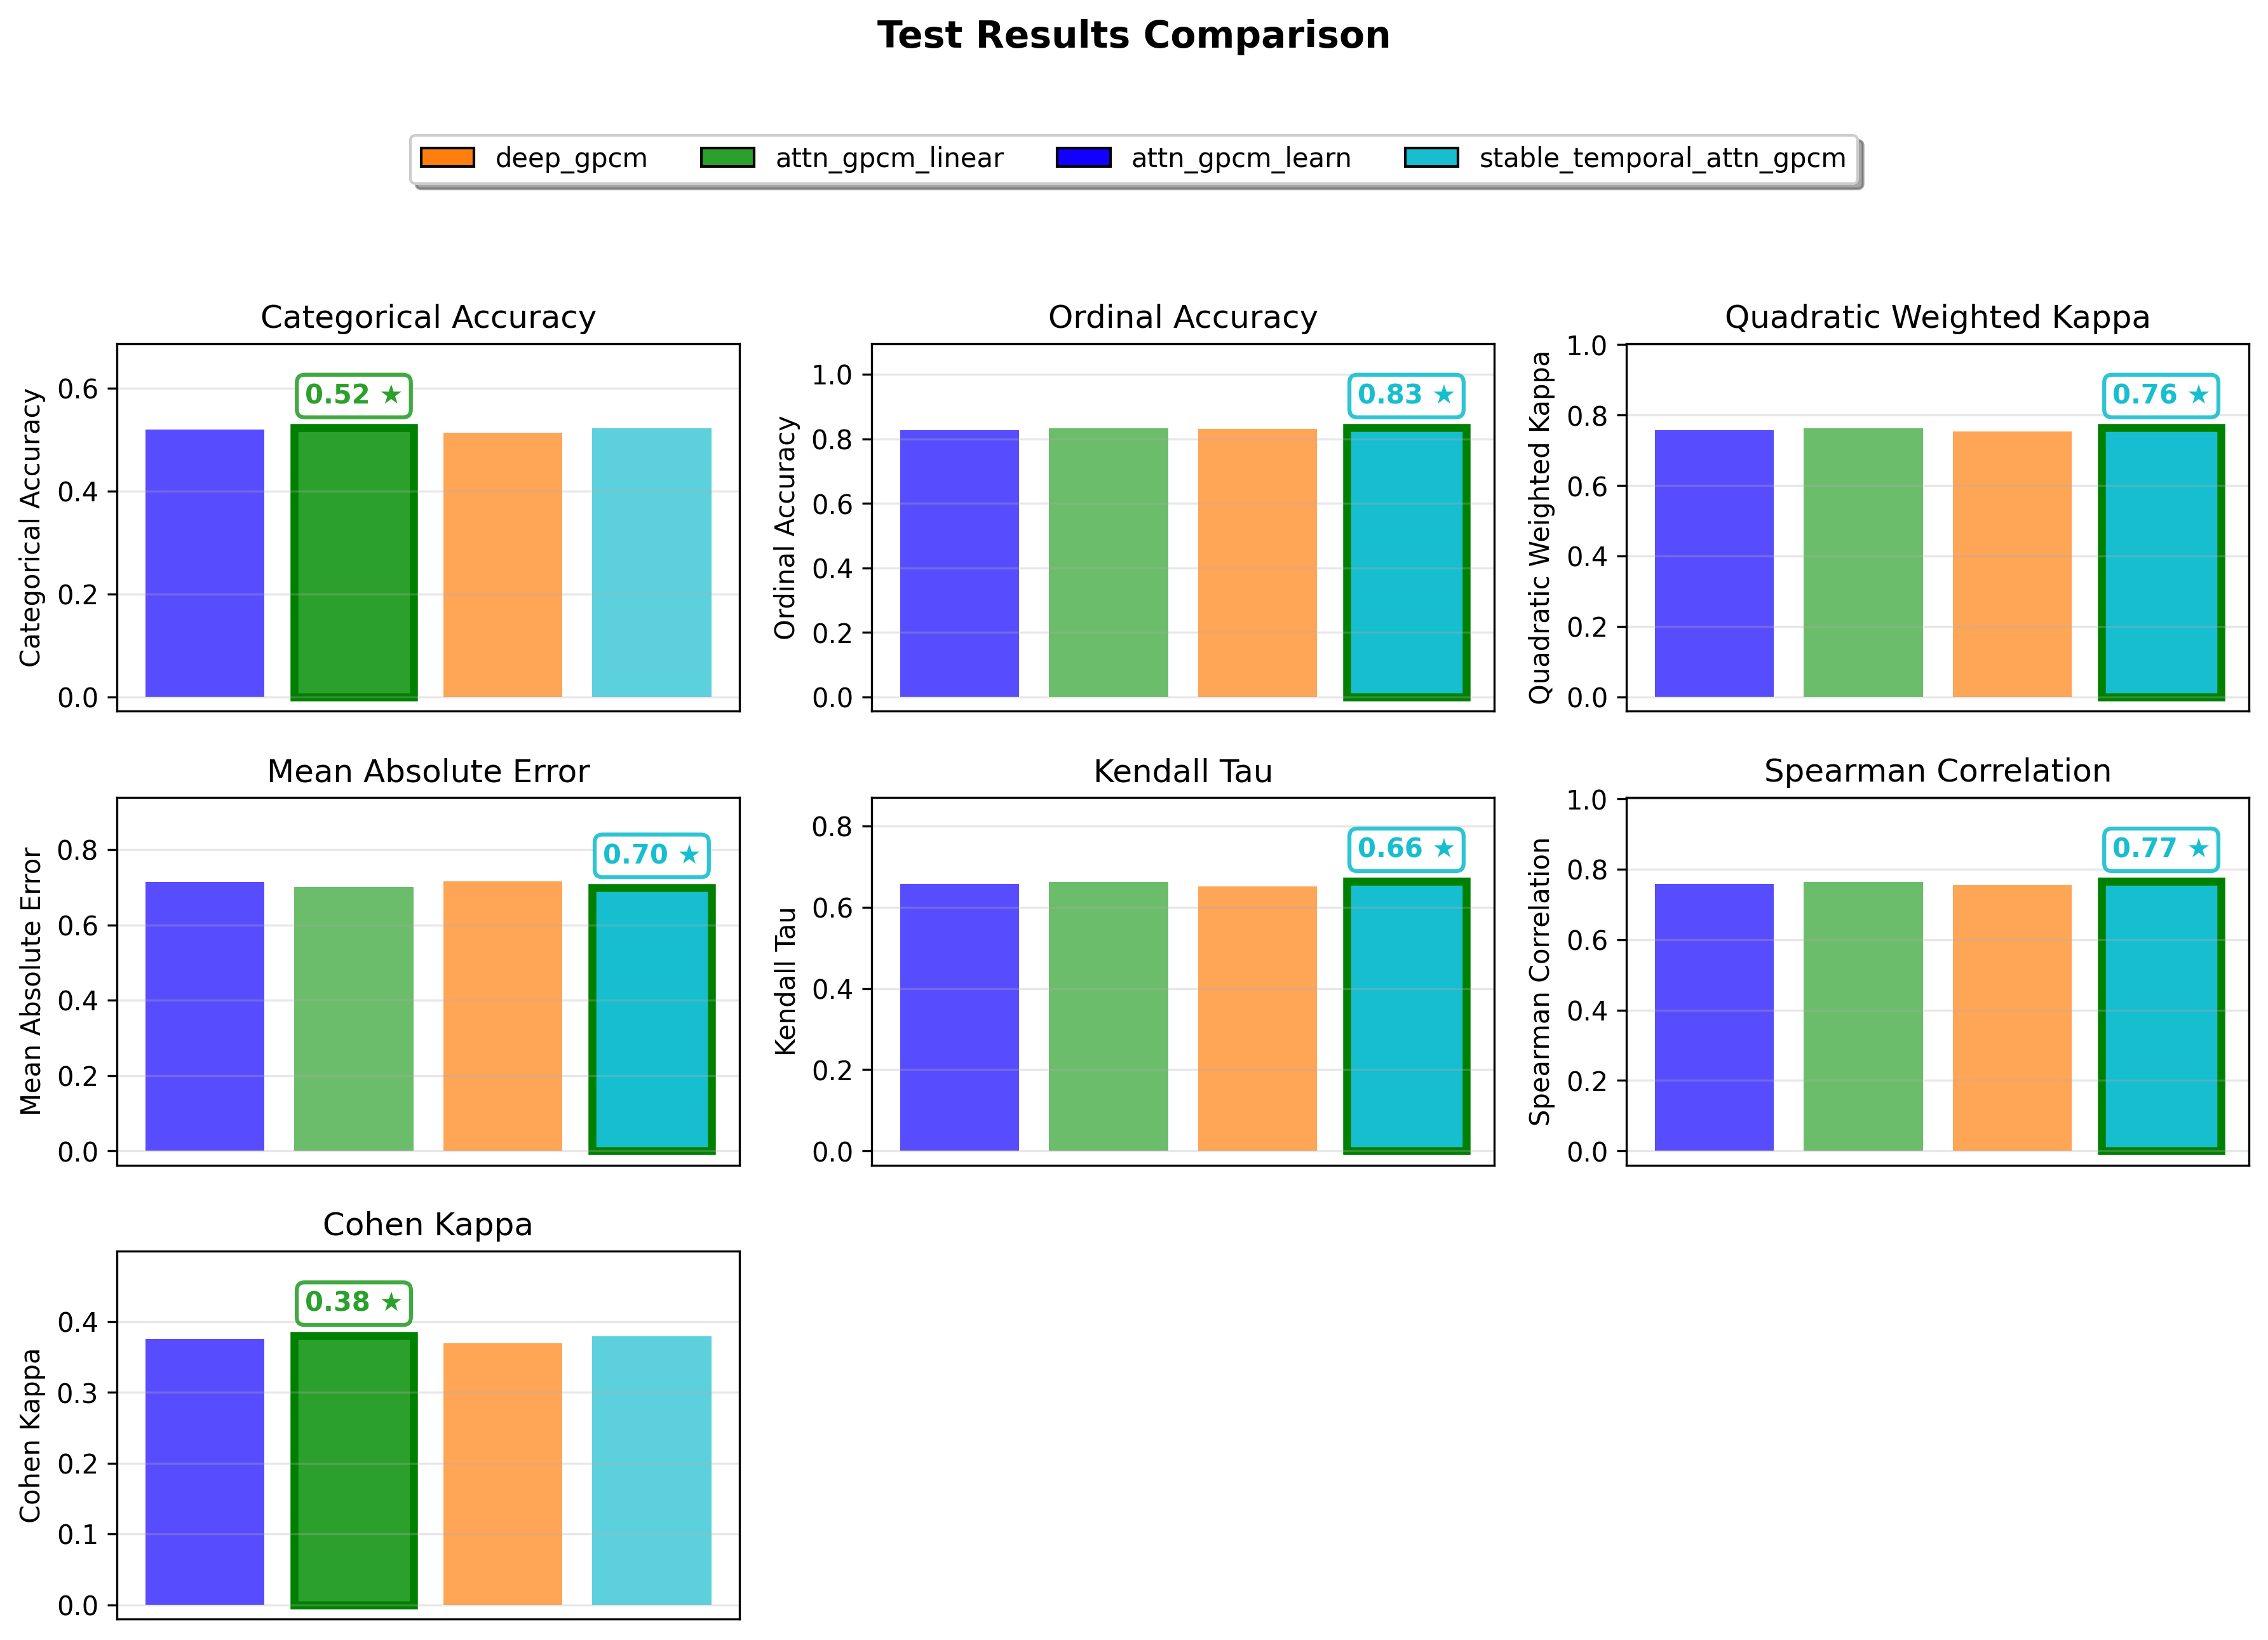 Test Results Comparison
deep_gpcm attn_gpcm_linear attn_gpcm_learn stable_temporal_attn_gpcm
Categorical Accuracy
Categorical Accuracy
0.6
0.4
0.2
0.0
0.52 ★
Ordinal Accuracy
Ordinal Accuracy
1.0
0.8
0.6
0.4
0.2
0.0
0.83 ★
Quadratic Weighted Kappa
Quadratic Weighted Kappa
1.0
0.8
0.6
0.4
0.2
0.0
0.76 ★
Mean Absolute Error
Mean Absolute Error
0.8
0.6
0.4
0.2
0.0
0.70 ★
Kendall Tau
Kendall Tau
0.8
0.6
0.4
0.2
0.0
0.66 ★
Spearman Correlation
Spearman Correlation
1.0
0.8
0.6
0.4
0.2
0.0
0.77 ★
Cohen Kappa
Cohen Kappa
0.4
0.3
0.2
0.1
0.0
0.38 ★